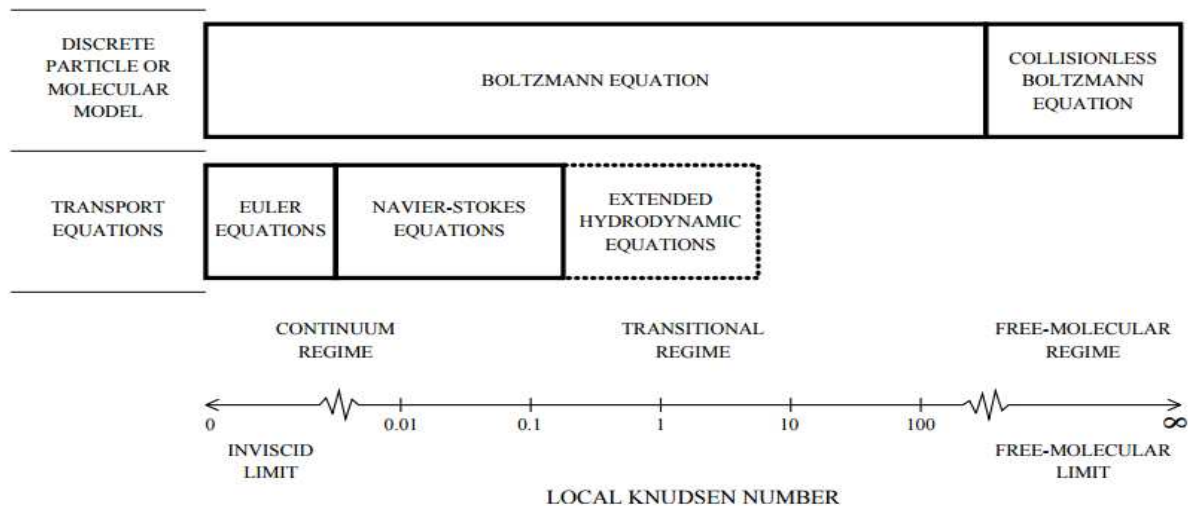 DISCRETE
PARTICLE OR
MOLECULAR
MODEL
BOLTZMANN EQUATION
COLLISIONLESS
BOLTZMANN
EQUATION
TRANSPORT
EQUATIONS
EULER
EQUATIONS
NAVIER-STOKES
EQUATIONS
EXTENDED
HYDRODYNAMIC
EQUATIONS
CONTINUUM
REGIME
TRANSITIONAL
REGIME
FREE-MOLECULAR
REGIME
0 0.01 0.1 1 10 100 ∞
INVISCID
LIMIT
FREE-MOLECULAR
LIMIT
LOCAL KNUDSEN NUMBER